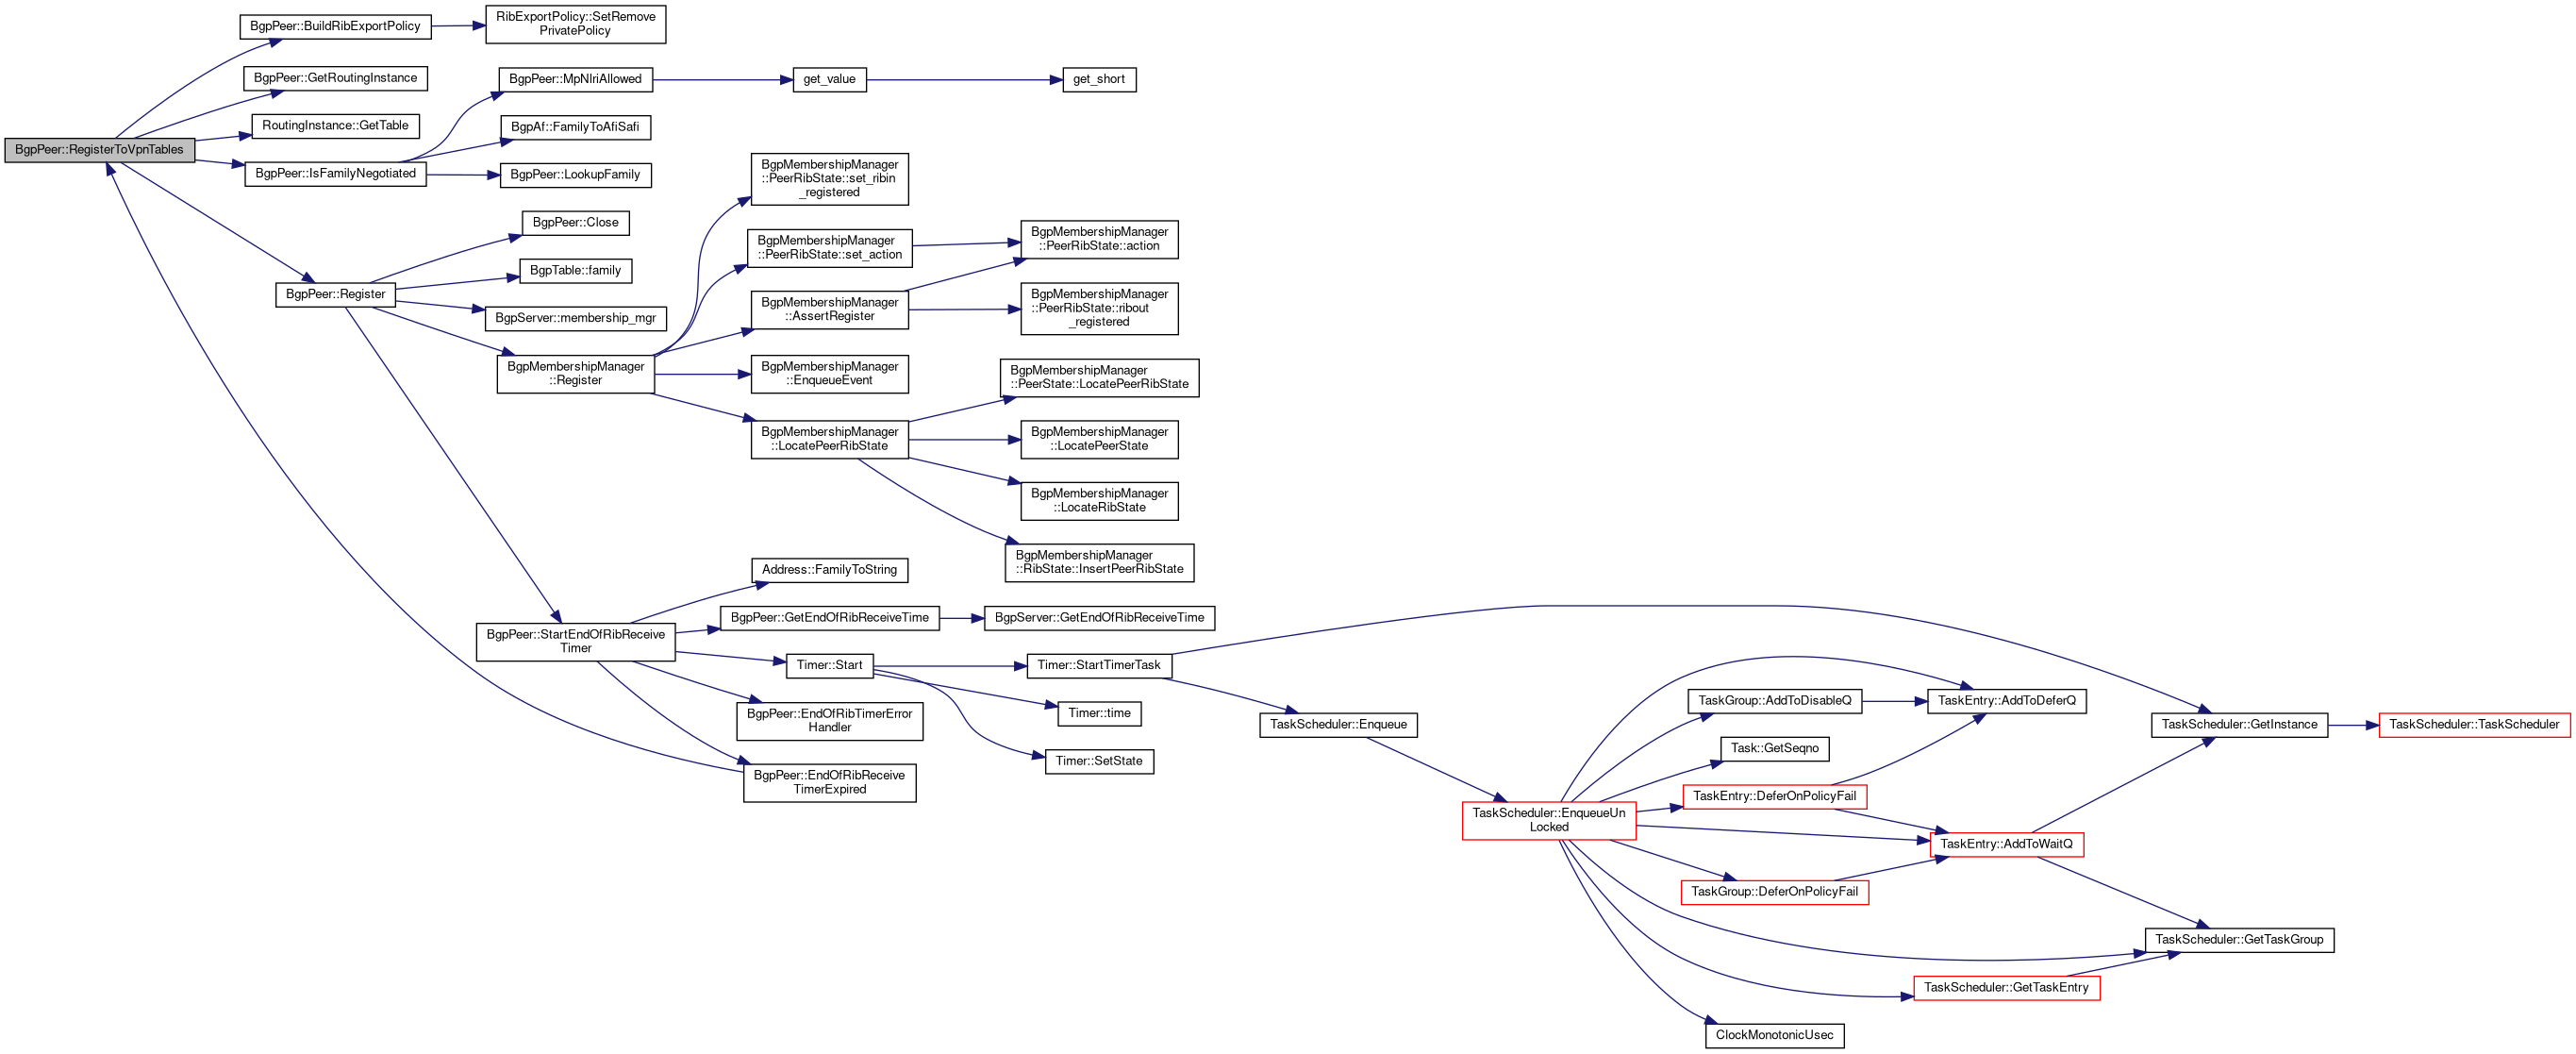 BgpPeer::RegisterToVpnTables
BgpPeer::BuildRibExportPolicy
RibExportPolicy::SetRemove
PrivatePolicy
BgpPeer::GetRoutingInstance
RoutingInstance::GetTable
BgpPeer::IsFamilyNegotiated
BgpPeer::MpNlriAllowed
get_value
get_short
BgpAf::FamilyToAfiSafi
BgpPeer::LookupFamily
BgpPeer::Register
BgpPeer::Close
BgpTable::family
BgpServer::membership_mgr
BgpMembershipManager
::Register
BgpMembershipManager
::PeerRibState::set_ribin
_registered
BgpMembershipManager
::PeerRibState::set_action
BgpMembershipManager
::PeerRibState::action
BgpMembershipManager
::AssertRegister
BgpMembershipManager
::PeerRibState::ribout
_registered
BgpMembershipManager
::EnqueueEvent
BgpMembershipManager
::LocatePeerRibState
BgpMembershipManager
::PeerState::LocatePeerRibState
BgpMembershipManager
::LocatePeerState
BgpMembershipManager
::LocateRibState
BgpMembershipManager
::RibState::InsertPeerRibState
BgpPeer::StartEndOfRibReceive
Timer
Address::FamilyToString
BgpPeer::GetEndOfRibReceiveTime
BgpServer::GetEndOfRibReceiveTime
Timer::Start
Timer::StartTimerTask
Timer::time
Timer::SetState
BgpPeer::EndOfRibTimerError
Handler
BgpPeer::EndOfRibReceive
TimerExpired
TaskScheduler::Enqueue
TaskScheduler::EnqueueUn
Locked
TaskGroup::AddToDisableQ
TaskEntry::AddToDeferQ
Task::GetSeqno
TaskEntry::DeferOnPolicyFail
TaskEntry::AddToWaitQ
TaskGroup::DeferOnPolicyFail
TaskScheduler::GetInstance
TaskScheduler::TaskScheduler
TaskScheduler::GetTaskGroup
TaskScheduler::GetTaskEntry
ClockMonotonicUsec